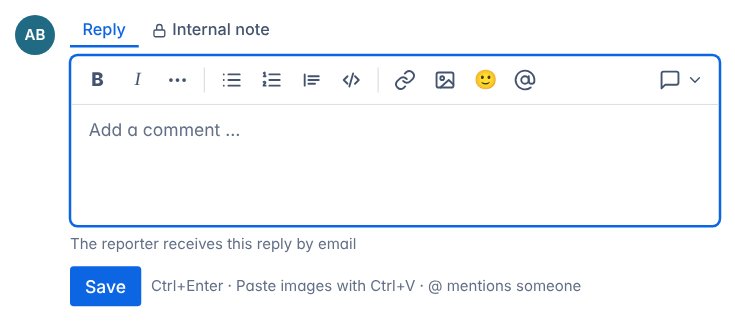 AB
Reply Internal note
B I
Add a comment ...
The reporter receives this reply by email
Save Ctrl+Enter · Paste images with Ctrl+V · @ mentions someone